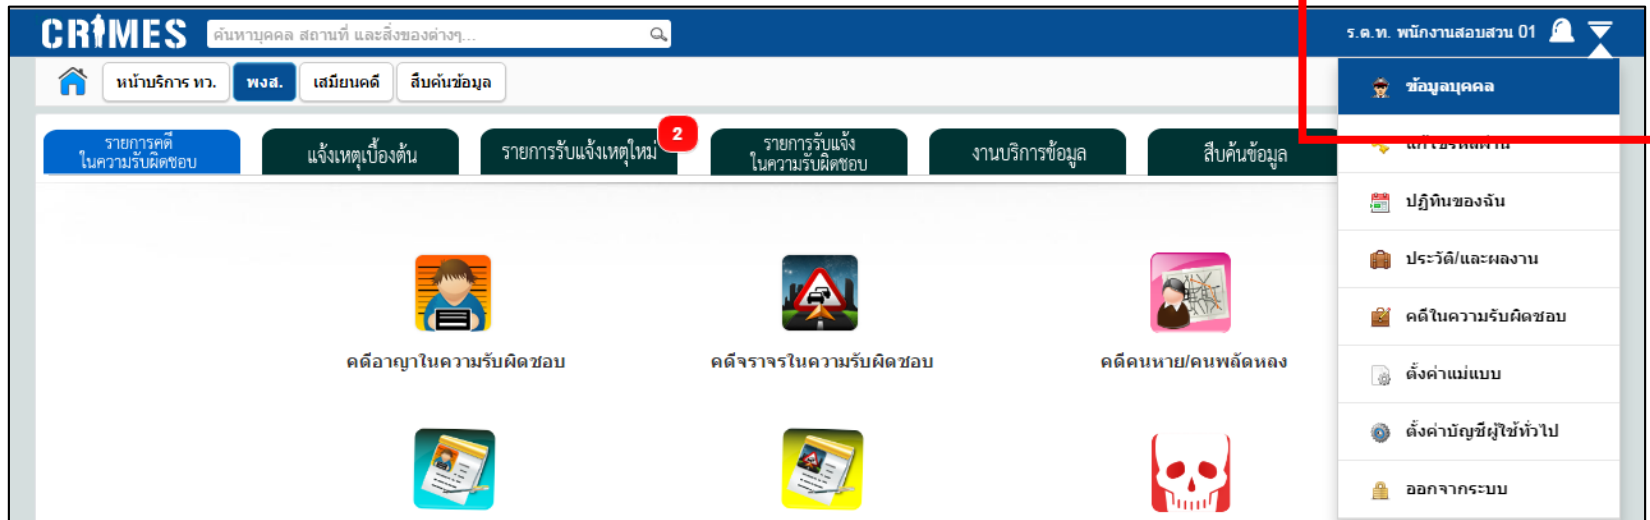 CRIMES
ค้นหาบุคคล สถานที่ และสิ่งของต่างๆ...
ร.ต.ท. พนักงานสอบสวน 01
หน้าบริการ ทว.
พงส.
เสมียนคดี
สืบค้นข้อมูล
รายการคดี
ในความรับผิดชอบ
แจ้งเหตุเบื้องต้น
รายการรับแจ้งเหตุใหม่
2
รายการรับแจ้ง
ในความรับผิดชอบ
งานบริการข้อมูล
สืบค้นข้อมูล
ข้อมูลบุคคล
แก้ไขรหัสผ่าน
ปฏิทินของฉัน
ประวัติ/และผลงาน
คดีในความรับผิดชอบ
ตั้งค่าแม่แบบ
ตั้งค่าบัญชีผู้ใช้ทั่วไป
ออกจากระบบ
คดีอาญาในความรับผิดชอบ
คดีจราจรในความรับผิดชอบ
คดีคนหาย/คนพลัดหลง